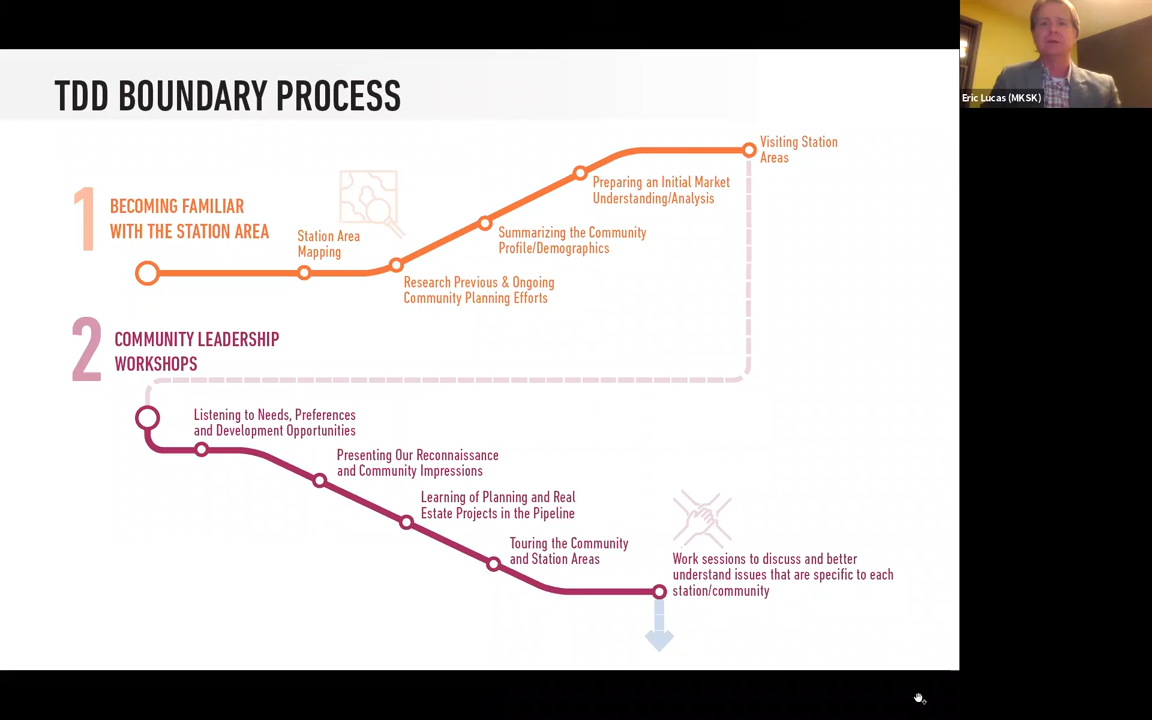 TDD BOUNDARY PROCESS
Eric Lucas (MKSK)
1
BECOMING FAMILIAR
WITH THE STATION AREA
Station Area
Mapping
Research Previous & Ongoing
Community Planning Efforts
Summarizing the Community
Profile/Demographics
Preparing an Initial Market
Understanding/Analysis
Visiting Station
Areas
2
COMMUNITY LEADERSHIP
WORKSHOPS
Listening to Needs, Preferences
and Development Opportunities
Presenting Our Reconnaissance
and Community Impressions
Learning of Planning and Real
Estate Projects in the Pipeline
Touring the Community
and Station Areas
Work sessions to discuss and better
understand issues that are specific to each
station/community